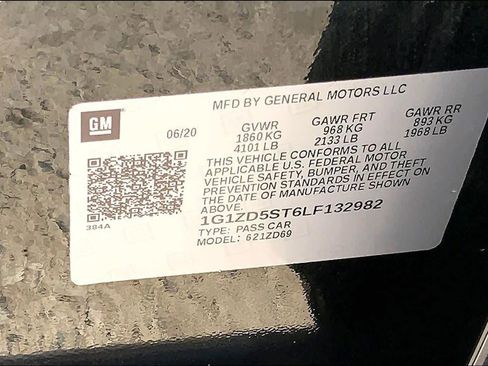 MFD BY GENERAL MOTORS LLC
GM
06/20
GVWR GAWR FRT GAWR RR
1860 KG 968 KG 893 KG
4101 LB 2133 LB 1968 LB
THIS VEHICLE CONFORMS TO ALL
APPLICABLE U.S. FEDERAL MOTOR
VEHICLE SAFETY, BUMPER, AND THEFT
PREVENTION STANDARDS IN EFFECT ON
THE DATE OF MANUFACTURE SHOWN
ABOVE.
384A
1G1ZD5ST6LF132982
TYPE: PASS CAR
MODEL: 621ZD69